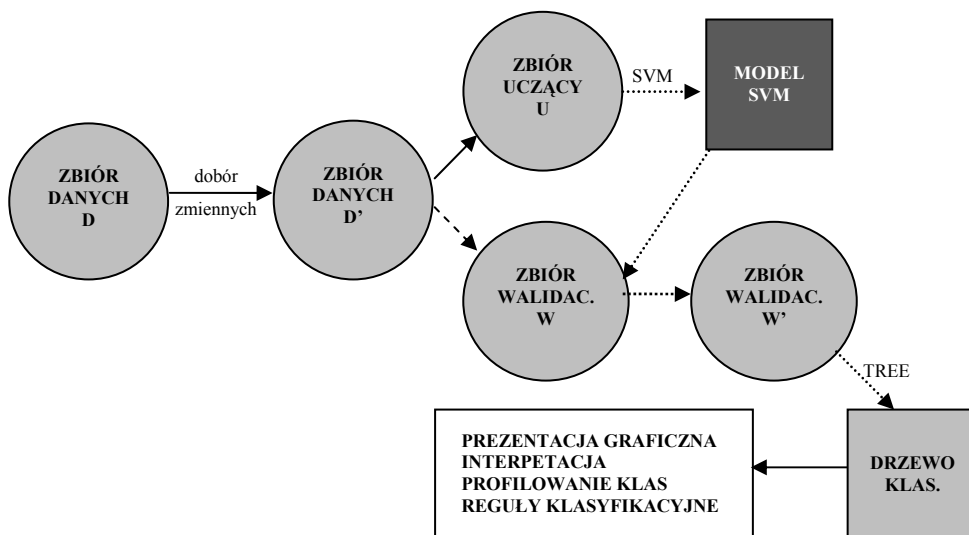 ZBIÓR
DANYCH
D
dobór
zmiennych
ZBIÓR
DANYCH
D’
ZBIÓR
UCZĄCY
U
SVM
MODEL
SVM
ZBIÓR
WALIDAC.
W
ZBIÓR
WALIDAC.
W’
TREE
DRZEWO
KLAS.
PREZENTACJA GRAFICZNA
INTERPETACJA
PROFILOWANIE KLAS
REGUŁY KLASYFIKACYJNE